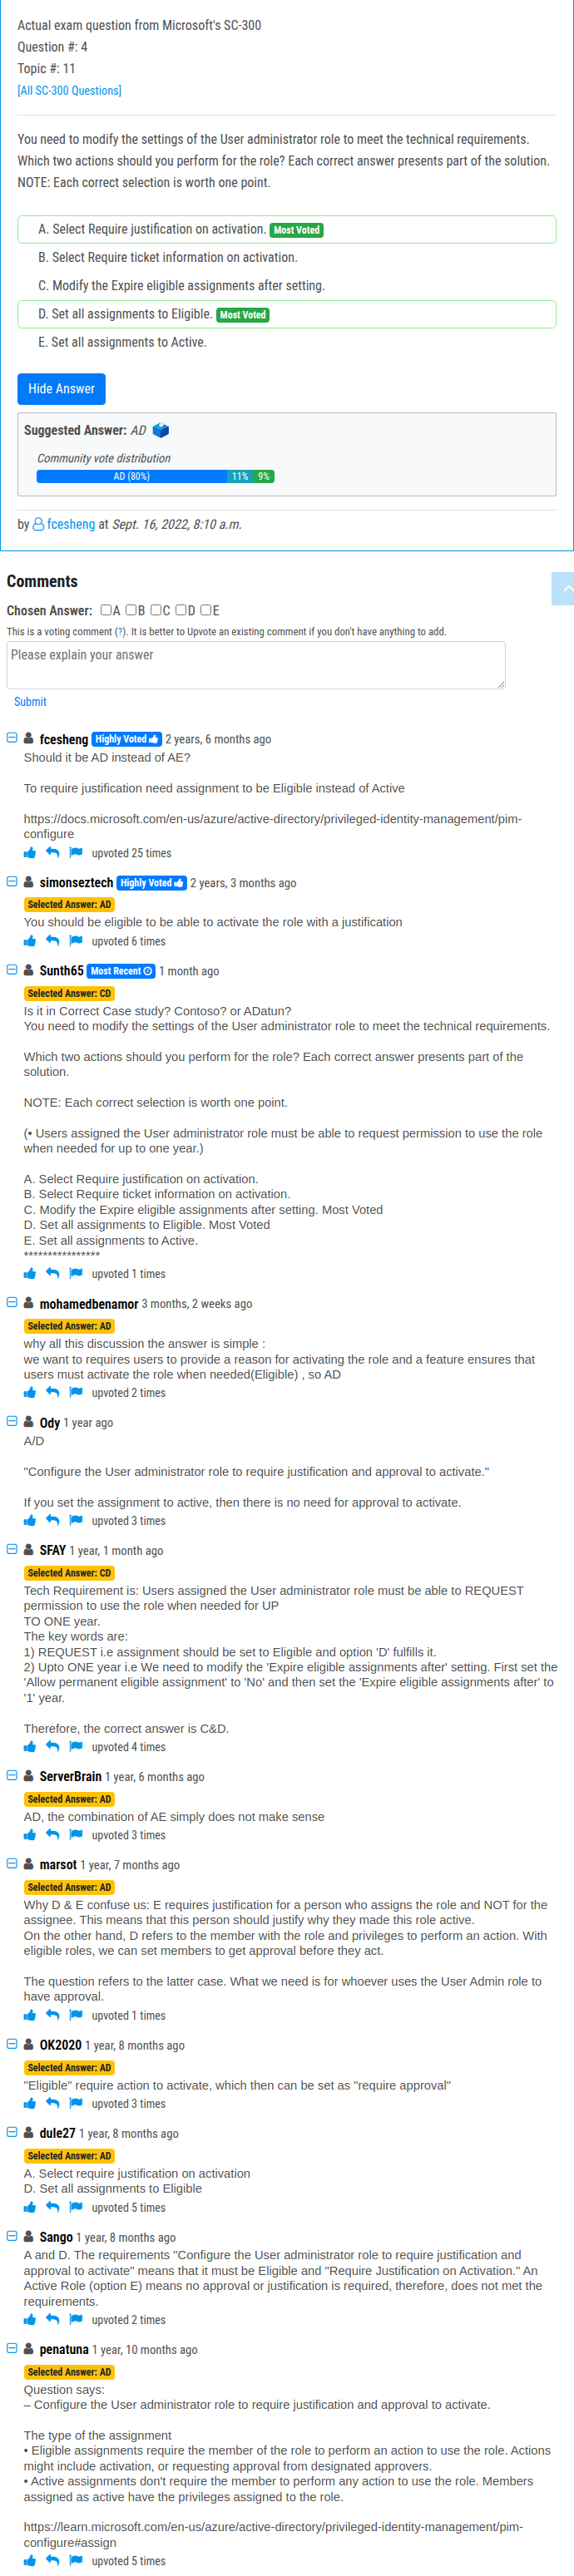 Actual exam question from Microsoft's SC-300
Question #: 4
Topic #: 11
[All SC-300 Questions]
You need to modify the settings of the User administrator role to meet the technical requirements.
Which two actions should you perform for the role? Each correct answer presents part of the solution.
NOTE: Each correct selection is worth one point.
A. Select Require justification on activation. Most Voted
B. Select Require ticket information on activation.
C. Modify the Expire eligible assignments after setting.
D. Set all assignments to Eligible. Most Voted
E. Set all assignments to Active.
Hide Answer
Suggested Answer: AD
Community vote distribution
AD (80%) 11% 9%
by fcesheng at Sept. 16, 2022, 8:10 a.m.
Comments
Chosen Answer: A B C D E
This is a voting comment (?). It is better to Upvote an existing comment if you don't have anything to add.
Please explain your answer
Submit
fcesheng Highly Voted 2 years, 6 months ago
Should it be AD instead of AE?
To require justification need assignment to be Eligible instead of Active
https://docs.microsoft.com/en-us/azure/active-directory/privileged-identity-management/pim-
configure
upvoted 25 times
simonseztech Highly Voted 2 years, 3 months ago
Selected Answer: AD
You should be eligible to be able to activate the role with a justification
upvoted 6 times
Sunth65 Most Recent 1 month ago
Selected Answer: CD
Is it in Correct Case study? Contoso? or ADatun?
You need to modify the settings of the User administrator role to meet the technical requirements.
Which two actions should you perform for the role? Each correct answer presents part of the
solution.
NOTE: Each correct selection is worth one point.
(• Users assigned the User administrator role must be able to request permission to use the role
when needed for up to one year.)
A. Select Require justification on activation.
B. Select Require ticket information on activation.
C. Modify the Expire eligible assignments after setting. Most Voted
D. Set all assignments to Eligible. Most Voted
E. Set all assignments to Active.
****************
upvoted 1 times
mohamedbenamor 3 months, 2 weeks ago
Selected Answer: AD
why all this discussion the answer is simple :
we want to requires users to provide a reason for activating the role and a feature ensures that
users must activate the role when needed(Eligible) , so AD
upvoted 2 times
Ody 1 year ago
A/D
"Configure the User administrator role to require justification and approval to activate."
If you set the assignment to active, then there is no need for approval to activate.
upvoted 3 times
SFAY 1 year, 1 month ago
Selected Answer: CD
Tech Requirement is: Users assigned the User administrator role must be able to REQUEST
permission to use the role when needed for UP
TO ONE year.
The key words are:
1) REQUEST i.e assignment should be set to Eligible and option 'D' fulfills it.
2) Upto ONE year i.e We need to modify the 'Expire eligible assignments after' setting. First set the
'Allow permanent eligible assignment' to 'No' and then set the 'Expire eligible assignments after' to
'1' year.
Therefore, the correct answer is C&D.
upvoted 4 times
ServerBrain 1 year, 6 months ago
Selected Answer: AD
AD, the combination of AE simply does not make sense
upvoted 3 times
marsot 1 year, 7 months ago
Selected Answer: AD
Why D & E confuse us: E requires justification for a person who assigns the role and NOT for the
assignee. This means that this person should justify why they made this role active.
On the other hand, D refers to the member with the role and privileges to perform an action. With
eligible roles, we can set members to get approval before they act.
The question refers to the latter case. What we need is for whoever uses the User Admin role to
have approval.
upvoted 1 times
OK2020 1 year, 8 months ago
Selected Answer: AD
"Eligible" require action to activate, which then can be set as "require approval"
upvoted 3 times
dule27 1 year, 8 months ago
Selected Answer: AD
A. Select require justification on activation
D. Set all assignments to Eligible
upvoted 5 times
Sango 1 year, 8 months ago
A and D. The requirements "Configure the User administrator role to require justification and
approval to activate" means that it must be Eligible and "Require Justification on Activation." An
Active Role (option E) means no approval or justification is required, therefore, does not met the
requirements.
upvoted 2 times
penatuna 1 year, 10 months ago
Selected Answer: AD
Question says:
– Configure the User administrator role to require justification and approval to activate.
The type of the assignment
• Eligible assignments require the member of the role to perform an action to use the role. Actions
might include activation, or requesting approval from designated approvers.
• Active assignments don't require the member to perform any action to use the role. Members
assigned as active have the privileges assigned to the role.
https://learn.microsoft.com/en-us/azure/active-directory/privileged-identity-management/pim-
configure#assign
upvoted 5 times